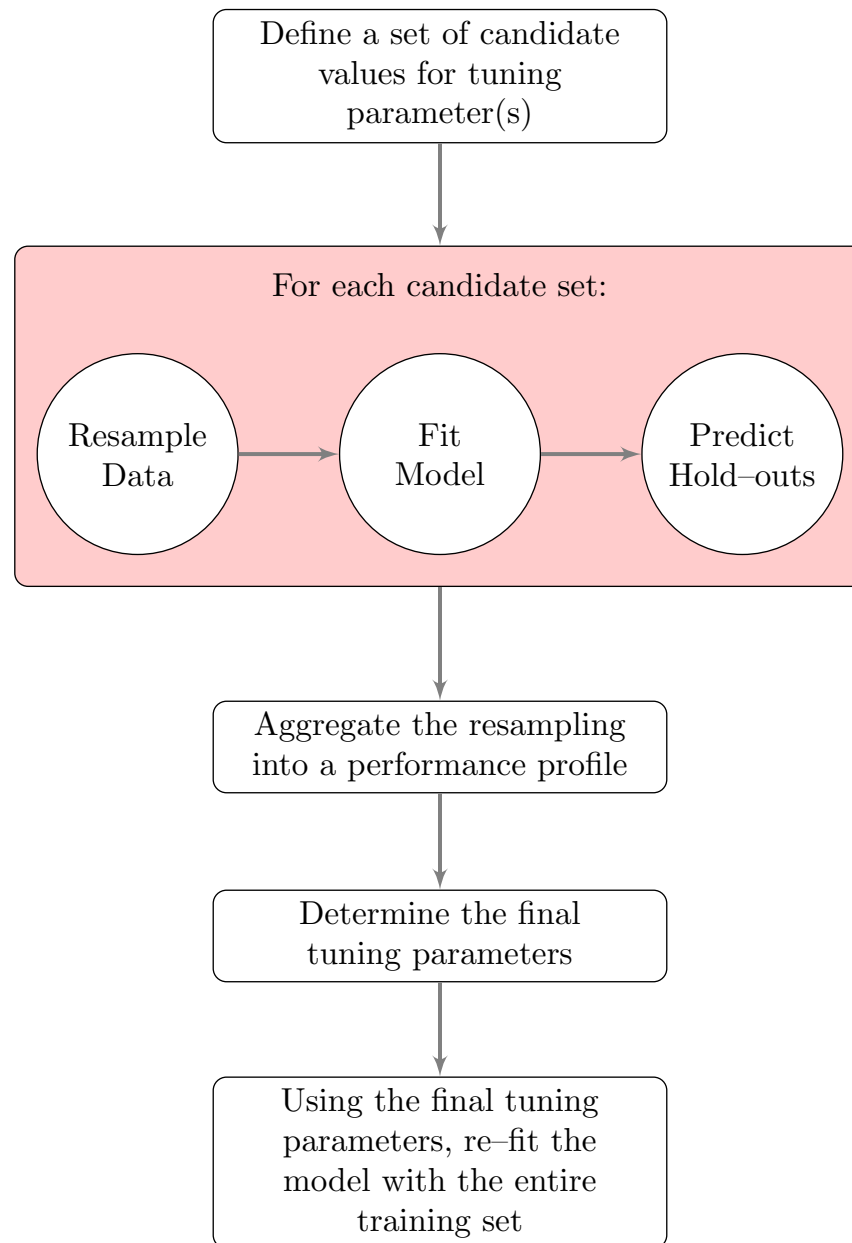 Define a set of candidate
values for tuning
parameter(s)
For each candidate set:
Resample
Data
Fit
Model
Predict
Hold–outs
Aggregate the resampling
into a performance profile
Determine the final
tuning parameters
Using the final tuning
parameters, re–fit the
model with the entire
training set